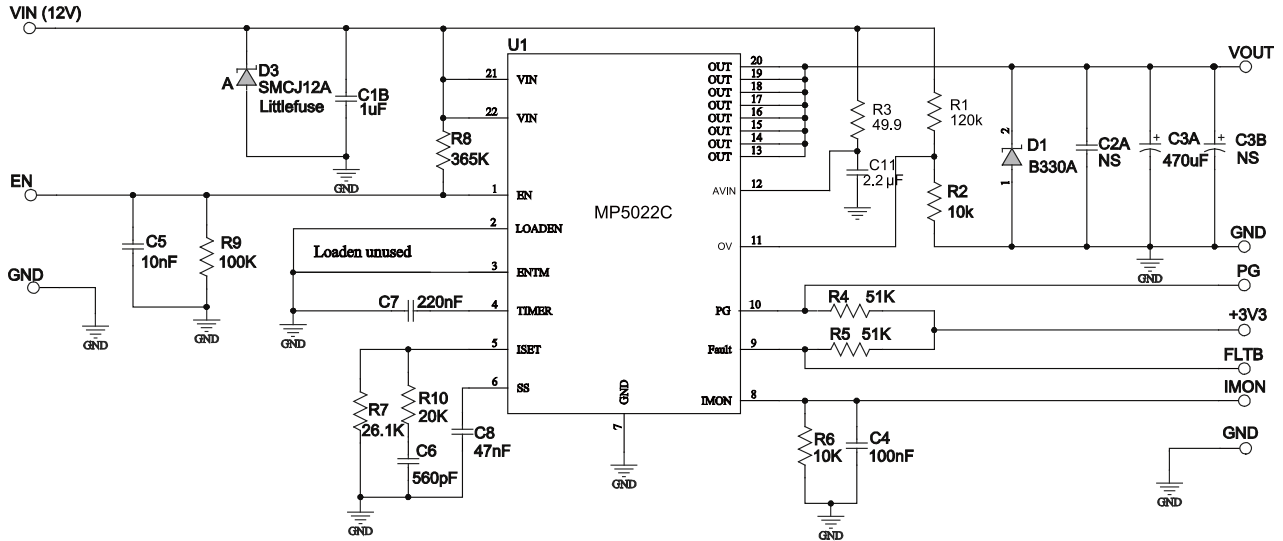 VIN (12V)
U1
D3
A
SMCJ12A
Littlefuse
C1B
1uF
GND
R8
365K
21 VIN
22 VIN
EN
1 EN
2 LOADEN
Loaden unused
3 ENTM
C7 220nF
4 TIMER
5 ISET
6 SS
C5
10nF
R9
100K
GND
GND
GND
GND
R7
26.1K
R10
20K
C6
560pF
C8
47nF
GND
MP5022C
GND
7
GND
OUT 20
OUT 19
OUT 18
OUT 17
OUT 16
OUT 15
OUT 14
OUT 13
AVIN 12
OV 11
PG 10
Fault 9
IMON 8
R3
49.9
C11
2.2 µF
R1
120k
R2
10k
2
D1
B330A
1
C2A
NS
+
C3A
470uF
+
C3B
NS
VOUT
GND
GND
PG
R4 51K
+3V3
R5 51K
FLTB
IMON
R6
10K
C4
100nF
GND
GND
GND